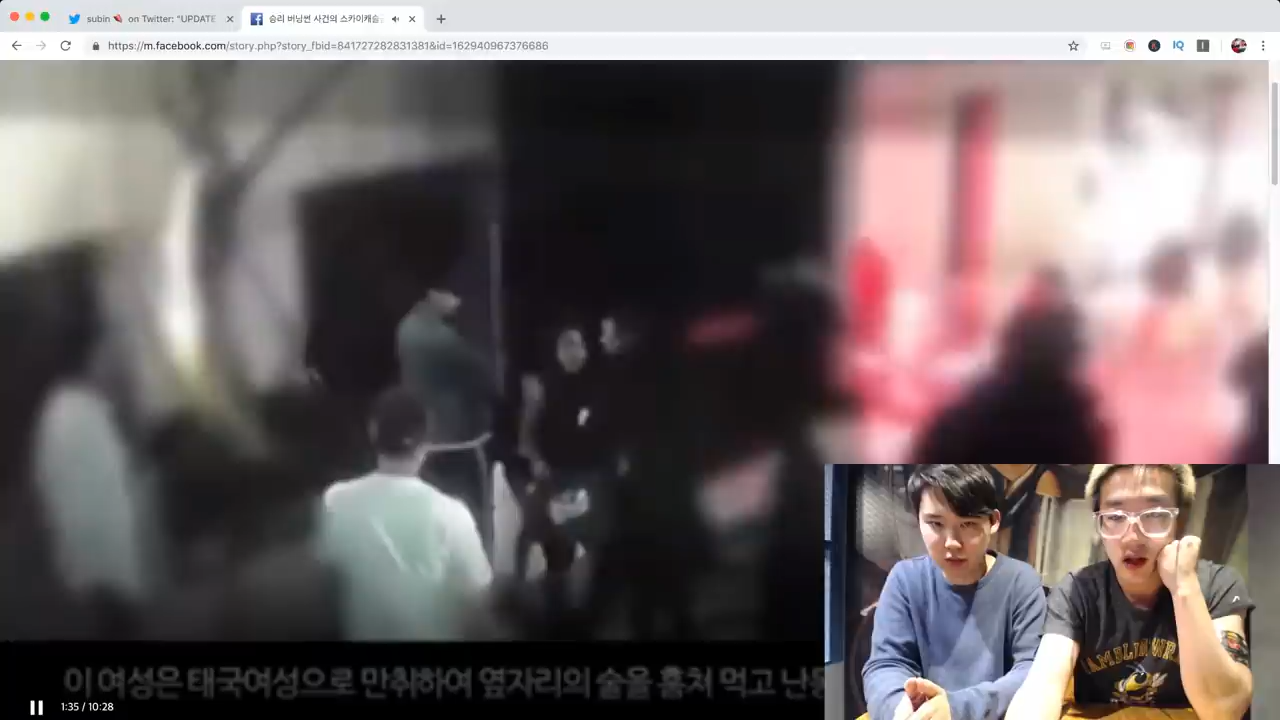 subin on Twitter: "UPDATE
승리 버닝썬 사건의 스카이캐슬
https://m.facebook.com/story.php?story_fbid=841727282831381&id=162940967376686
IQ
이 여성은 태국여성으로 만취하여 옆자리의 술을 훔쳐 먹고 난동
1:35 / 10:28